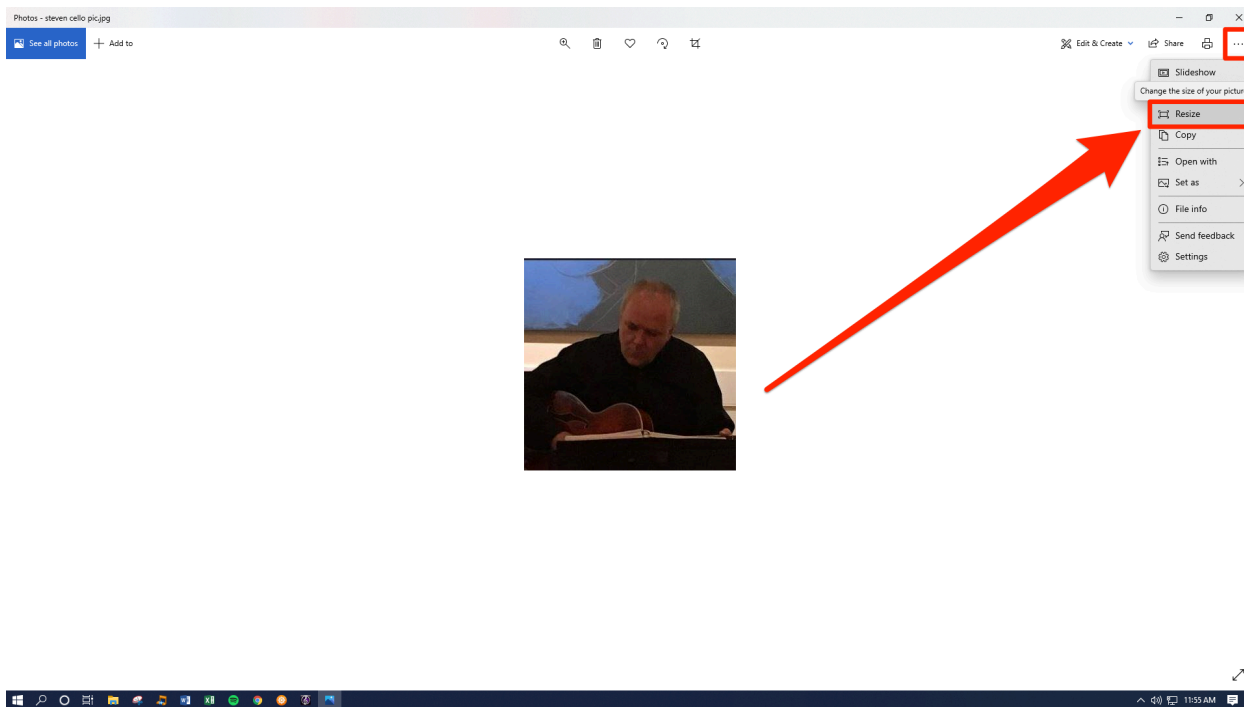 Photos - steven cello pic.jpg
See all photos
Add to
Edit & Create
Share
Slideshow
Change the size of your pictur
Resize
Copy
Open with
Set as
File info
Send feedback
Settings
11:55 AM